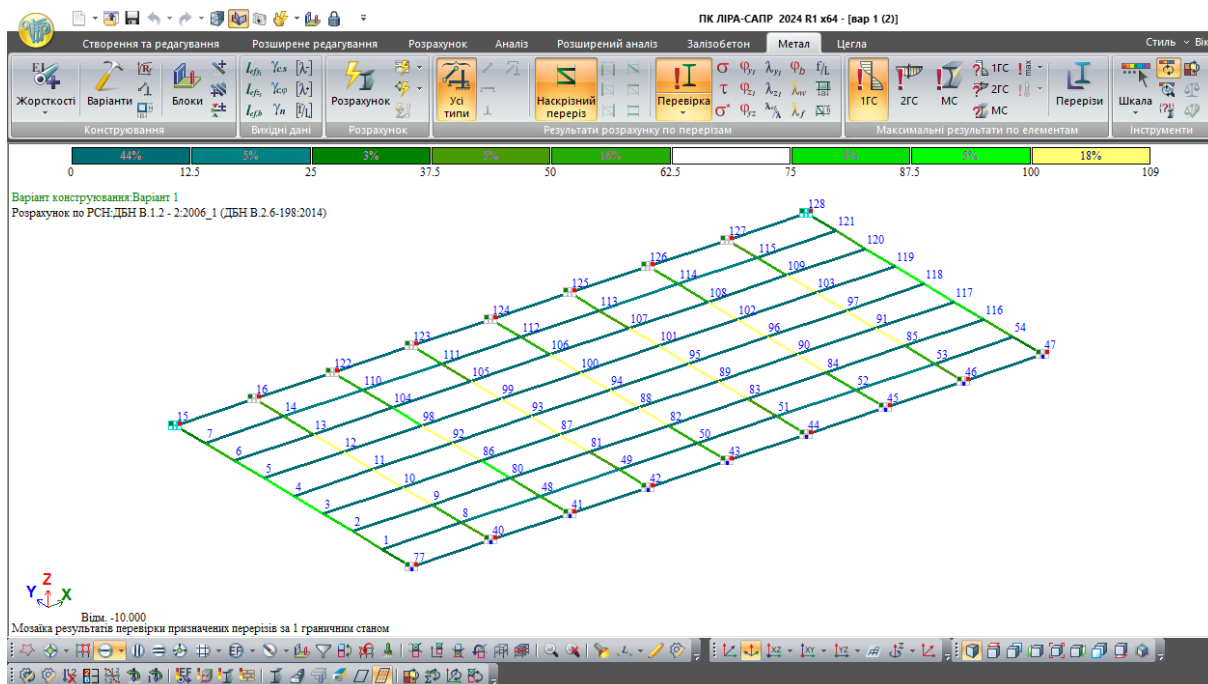 ПК ЛІРА-САПР 2024 R1 x64 - [вар 1 (2)]
Створення та редагування Розширене редагування Розрахунок Аналіз Розширений аналіз Залізобетон Метал Цегла Стиль Вік
Жорсткості Варіанти Блоки Розрахунок Усі типи Наскрізний переріз Перевірка 1ГС 2ГС МС 1ГС 2ГС МС Перерізи Шкала
Конструювання Вихідні дані Розрахунок Результати розрахунку по перерізам Максимальні результати по елементам Інструменти
44% 5% 3% 5% 16% 5% 18%
0 12.5 25 37.5 50 62.5 75 87.5 100 109
Варіант конструювання:Варіант 1
Розрахунок по РСН:ДБН В.1.2 - 2:2006_1 (ДБН В.2.6-198:2014)
128
127 121
126 115 120
125 114 109 119
124 113 108 103 118
123 112 107 102 97 117
122 111 106 101 96 91 116
16 110 105 100 95 90 85 54
15 14 104 99 94 89 84 53 47
7 13 98 93 88 83 52 46
6 12 92 87 82 51 45
5 11 86 81 50 44
4 10 80 49 43
3 9 48 42
2 8 41
1 40
77
Z
Y X
Відм. -10.000
Мозаїка результатів перевірки призначених перерізів за 1 граничним станом